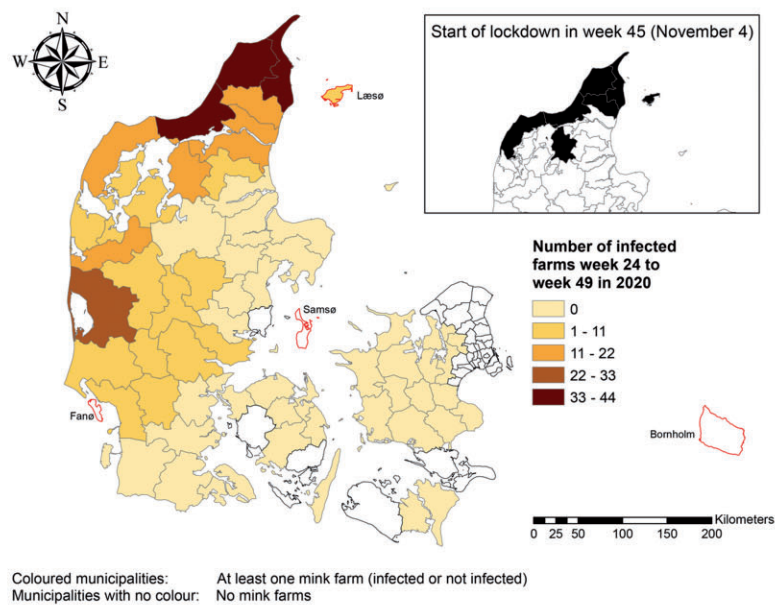 N
W E
S
Læsø
Start of lockdown in week 45 (November 4)
Number of infected
farms week 24 to
week 49 in 2020
0
1 - 11
11 - 22
22 - 33
33 - 44
Samsø
Fanø
Bornholm
Kilometers
0 25 50 100 150 200
Coloured municipalities: At least one mink farm (infected or not infected)
Municipalities with no colour: No mink farms